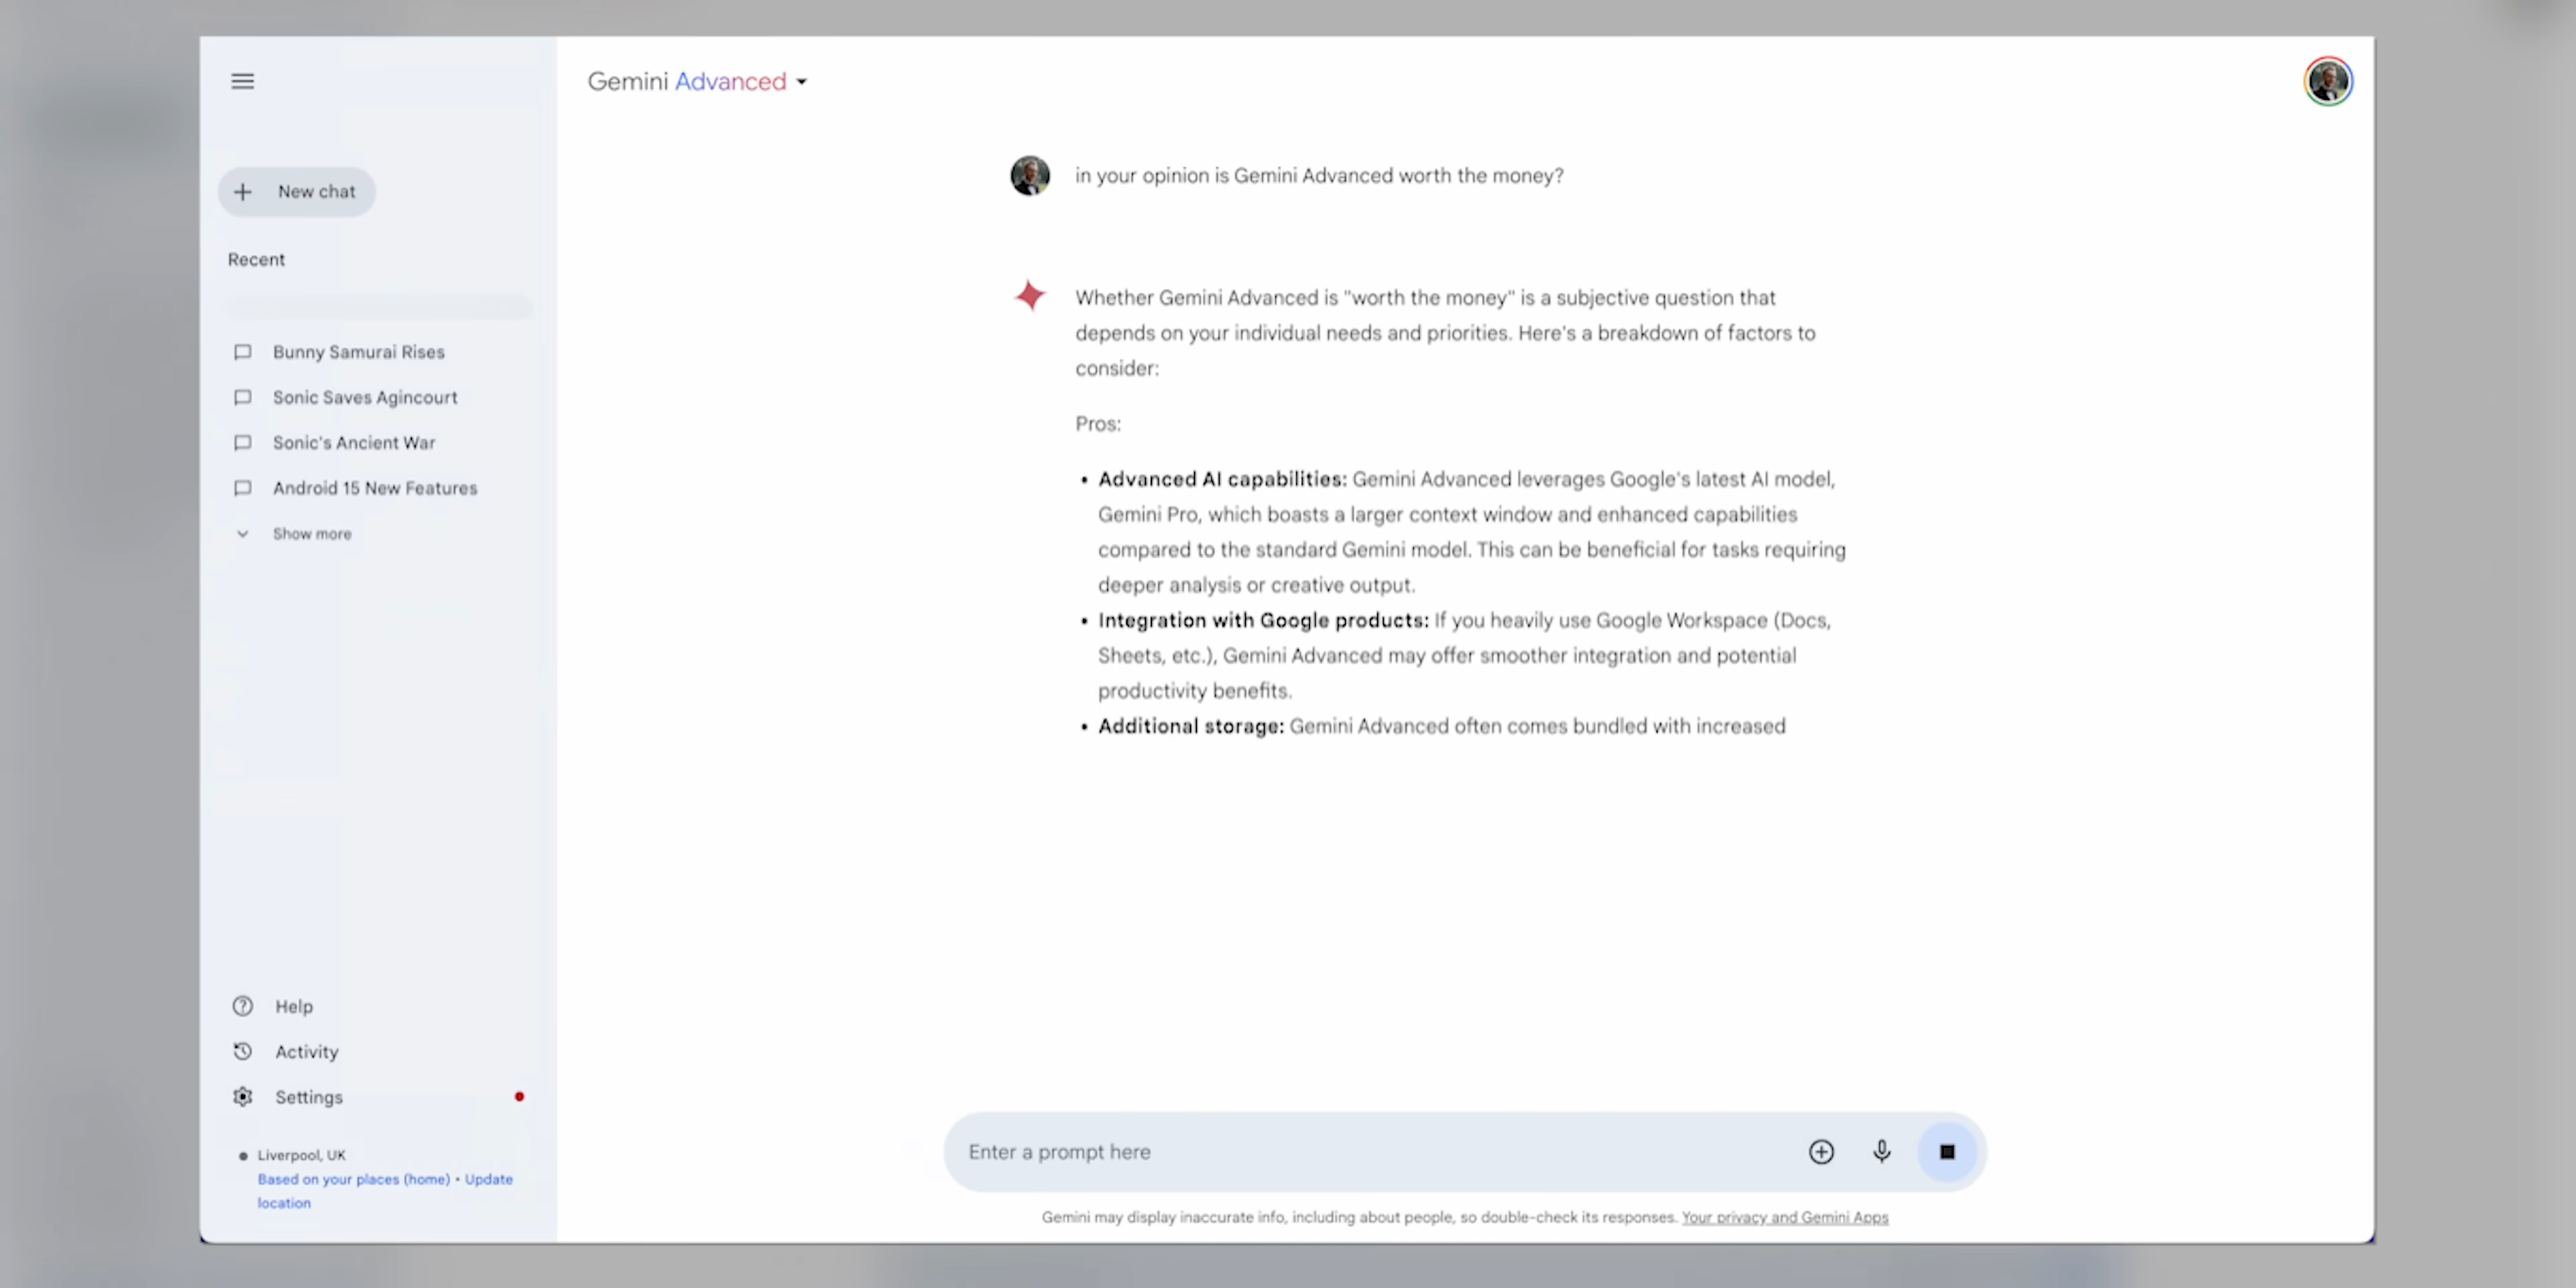 Gemini Advanced
New chat
Recent
Bunny Samurai Rises
Sonic Saves Agincourt
Sonic's Ancient War
Android 15 New Features
Show more
Help
Activity
Settings
Liverpool, UK
Based on your places (home) • Update
location
in your opinion is Gemini Advanced worth the money?
Whether Gemini Advanced is "worth the money" is a subjective question that
depends on your individual needs and priorities. Here's a breakdown of factors to
consider:
Pros:
• Advanced AI capabilities: Gemini Advanced leverages Google's latest AI model,
Gemini Pro, which boasts a larger context window and enhanced capabilities
compared to the standard Gemini model. This can be beneficial for tasks requiring
deeper analysis or creative output.
• Integration with Google products: If you heavily use Google Workspace (Docs,
Sheets, etc.), Gemini Advanced may offer smoother integration and potential
productivity benefits.
• Additional storage: Gemini Advanced often comes bundled with increased
Enter a prompt here
Gemini may display inaccurate info, including about people, so double-check its responses. Your privacy and Gemini Apps